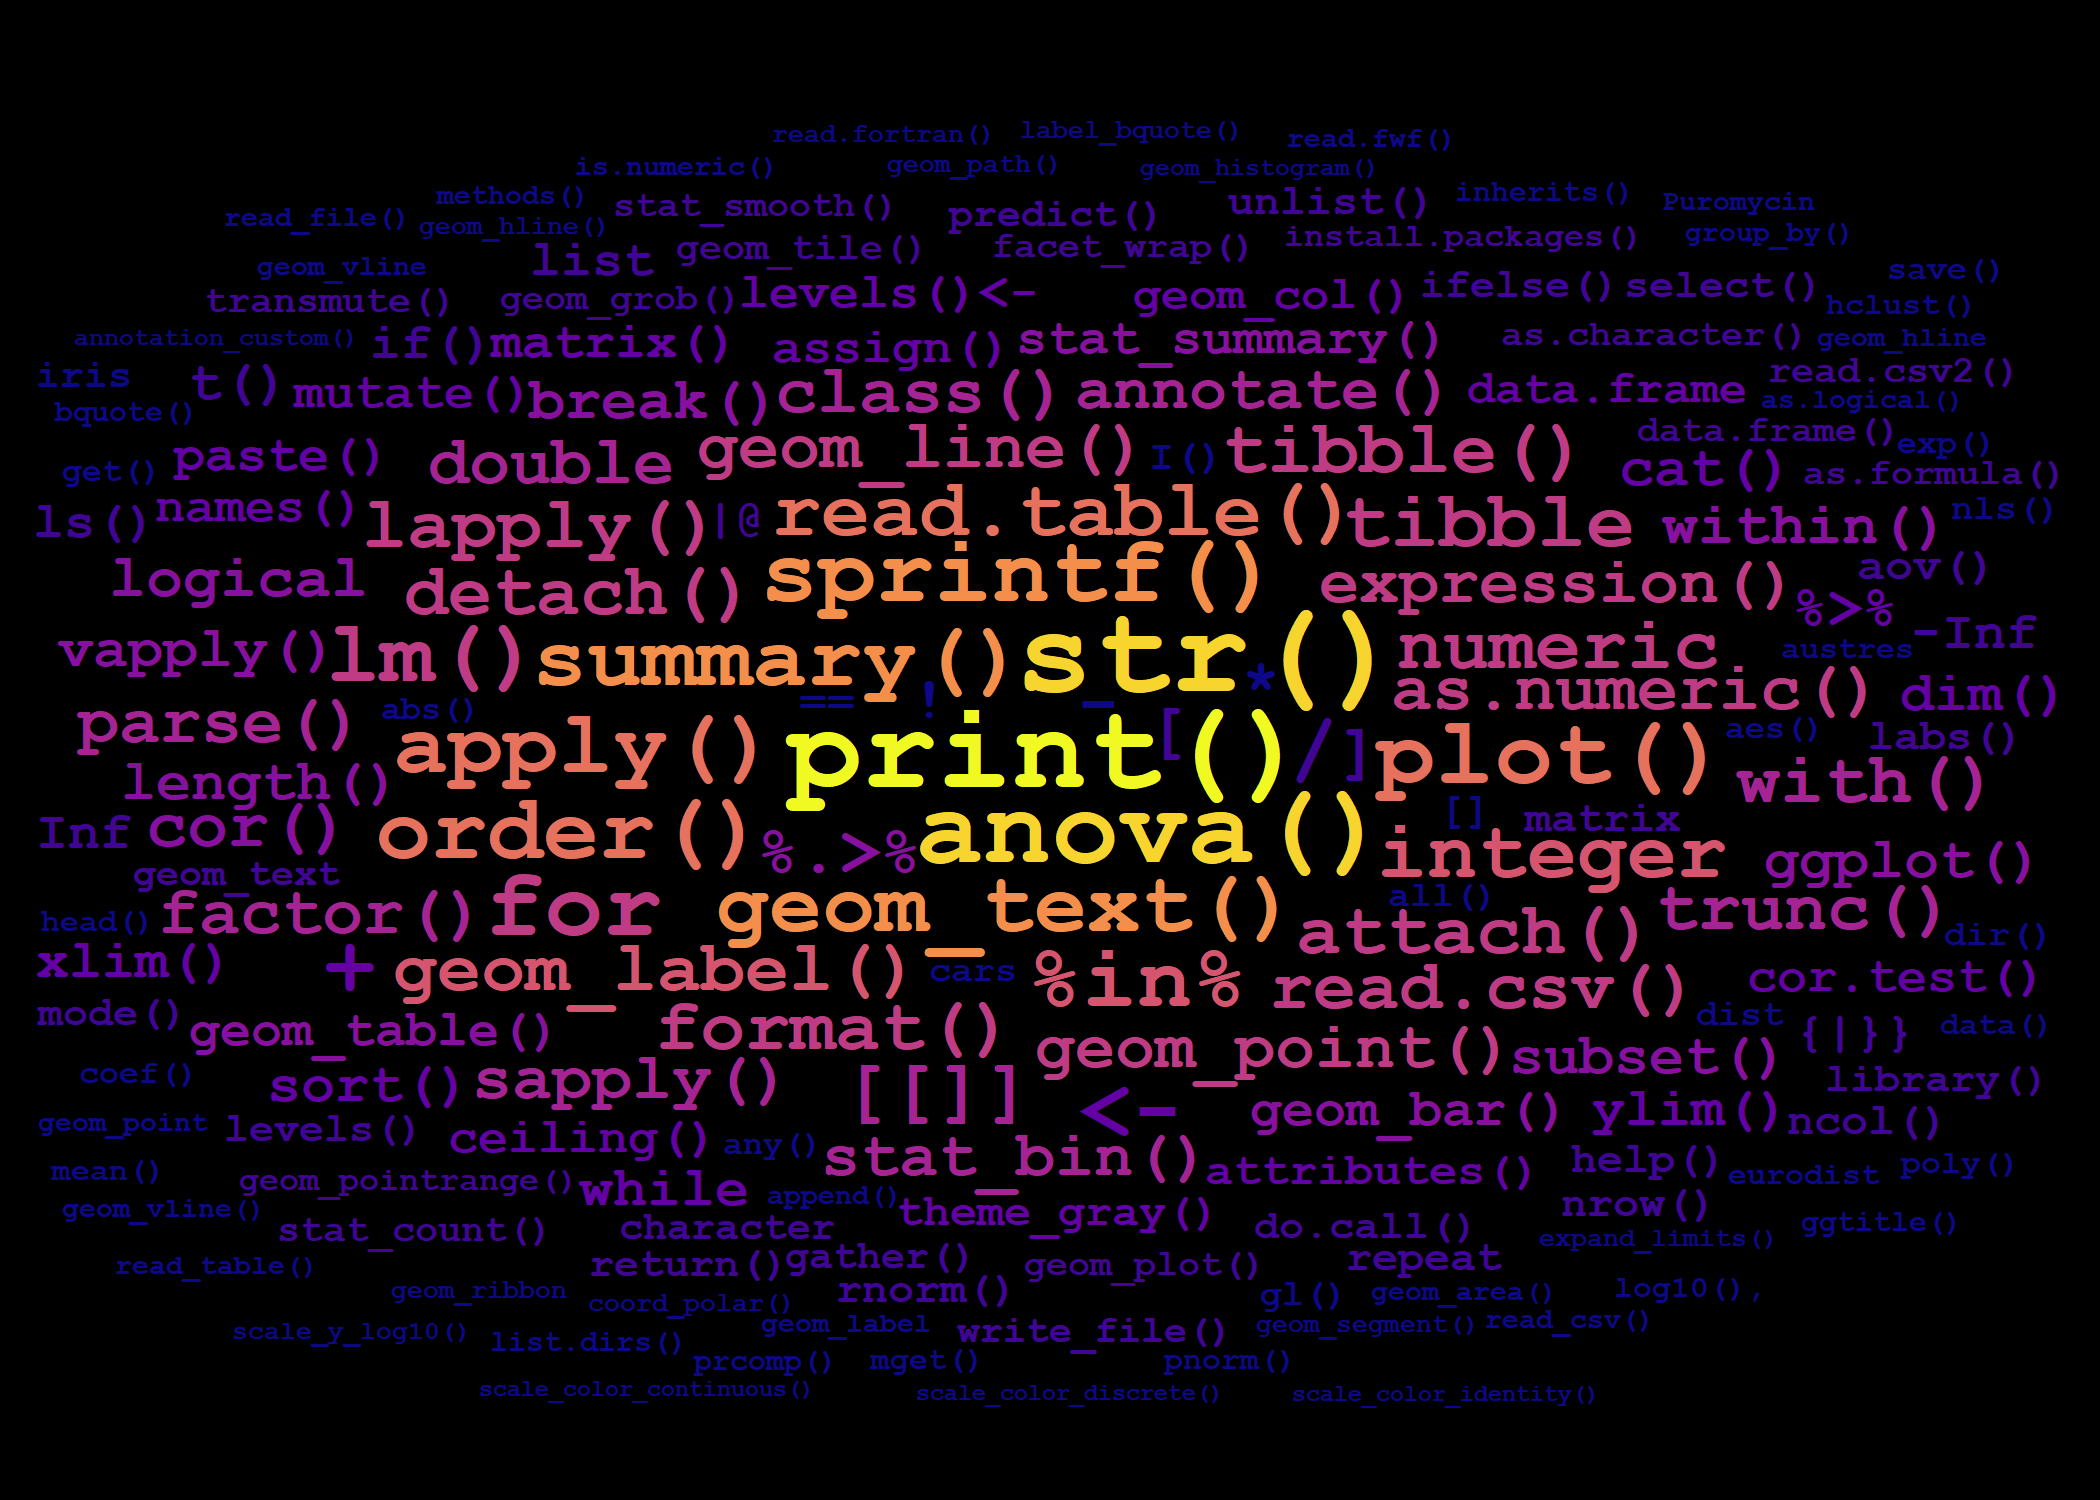 read.fortran() label_bquote() read.fwf()
is.numeric() geom_path() geom_histogram()
methods() stat_smooth() predict() unlist() inherits() Puromycin
read_file() geom_hline() geom_tile() facet_wrap() install.packages() group_by()
geom_vline list save()
transmute() geom_grob() levels()<- geom_col() ifelse() select() hclust()
annotation_custom() if() matrix() assign() stat_summary() as.character() geom_hline
iris t() mutate() break() class() annotate() data.frame read.csv2()
bquote() as.logical()
paste() double geom_line() I() tibble() data.frame() exp()
get() cat() as.formula()
ls() names() lapply() |@ read.table() tibble within() nls()
logical detach() sprintf() expression() %>% aov()
vapply() lm() summary() str() * numeric austres -Inf
parse() abs() == ! - as.numeric() dim()
apply() print() [ / ] plot() aes() labs()
length() with()
Inf cor() order() %.>% anova() [] matrix integer ggplot()
geom_text
head() factor() for geom_text() all() attach() trunc() dir()
xlim() + geom_label() cars %in% read.csv() cor.test()
mode() geom_table() format() geom_point() subset() dist {|}} data()
coef() sort() sapply() [[]] <- geom_bar() ylim() library()
geom_point levels() ceiling() any() stat_bin() ncol()
mean() geom_pointrange() while append() attributes() help() eurodist poly()
geom_vline() stat_count() character theme_gray() do.call() nrow() ggtitle()
read_table() return() gather() geom_plot() repeat expand_limits()
geom_ribbon coord_polar() rnorm() gl() geom_area() log10(),
scale_y_log10() list.dirs() geom_label write_file() geom_segment() read_csv()
prcomp() mget() pnorm()
scale_color_continuous() scale_color_discrete() scale_color_identity()